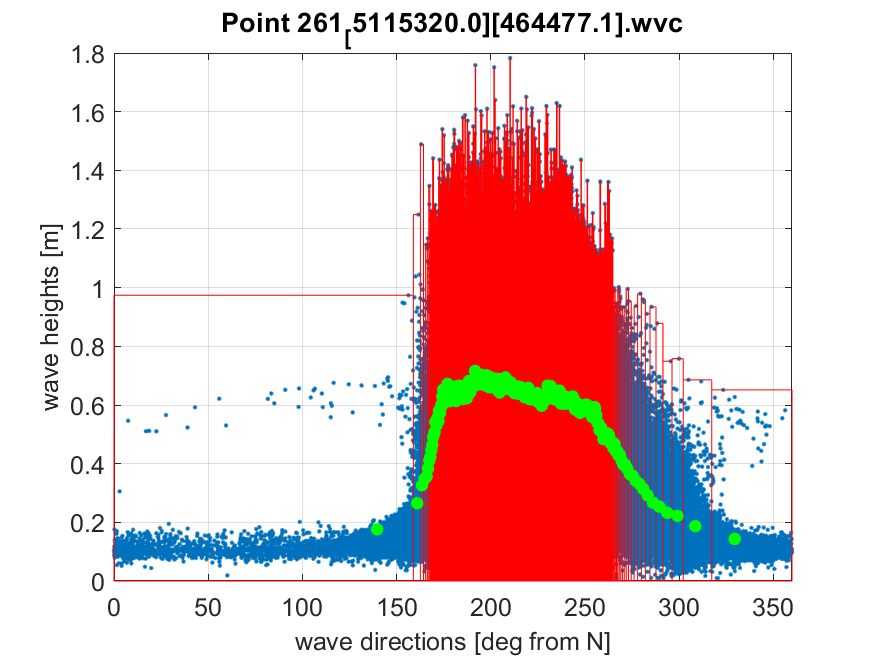 Point 261[5115320.0][464477.1].wvc
1.8
1.6
1.4
1.2
1
0.8
0.6
0.4
0.2
0
wave heights [m]
0 50 100 150 200 250 300 350
wave directions [deg from N]